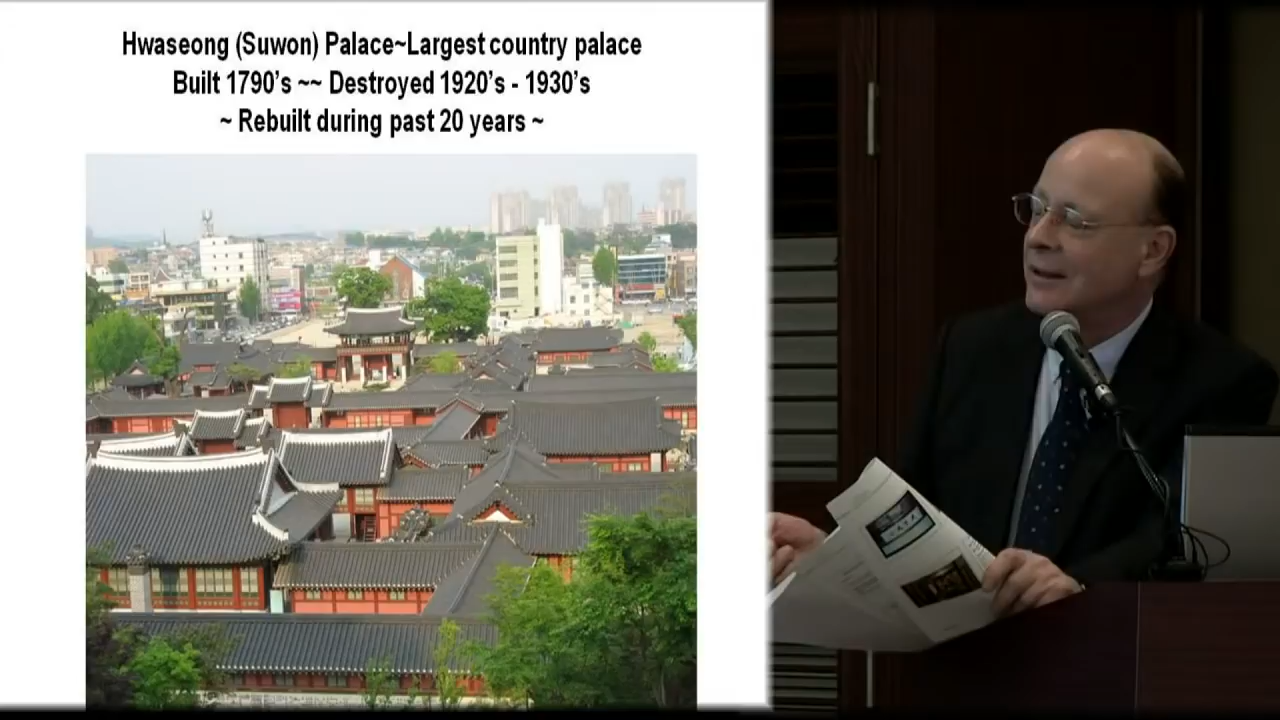 Hwaseong (Suwon) Palace~Largest country palace
Built 1790's ~~ Destroyed 1920's - 1930's
~ Rebuilt during past 20 years ~